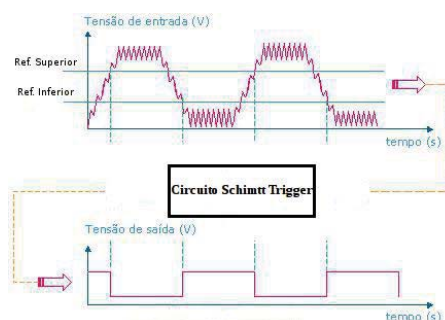 Tensão de entrada (V)
Ref. Superior
Ref. Inferior
tempo (s)
Circuito Schimtt Trigger
Tensão de saída (V)
tempo (s)